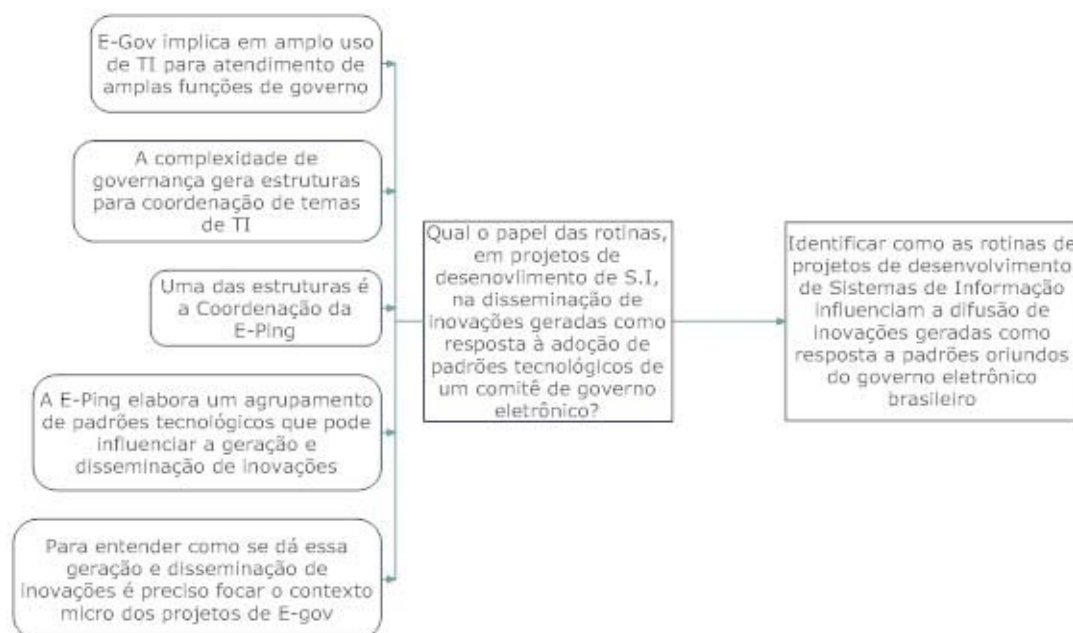 E-Gov implica em amplo uso
de TI para atendimento de
amplas funções de governo
A complexidade de
governança gera estruturas
para coordenação de temas
de TI
Uma das estruturas é
a Coordenação da
E-Ping
A E-Ping elabora um agrupamento
de padrões tecnológicos que pode
influenciar a geração e
disseminação de inovações
Para entender como se dá essa
geração e disseminação de
inovações é preciso focar o contexto
micro dos projetos de E-gov
Qual o papel das rotinas,
em projetos de
desenovlimento de S.I,
na disseminação de
inovações geradas como
resposta à adoção de
padrões tecnológicos de
um comitê de governo
eletrônico?
Identificar como as rotinas de
projetos de desenvolvimento
de Sistemas de Informação
influenciam a difusão de
inovações geradas como
resposta a padrões oriundos
do governo eletrônico
brasileiro